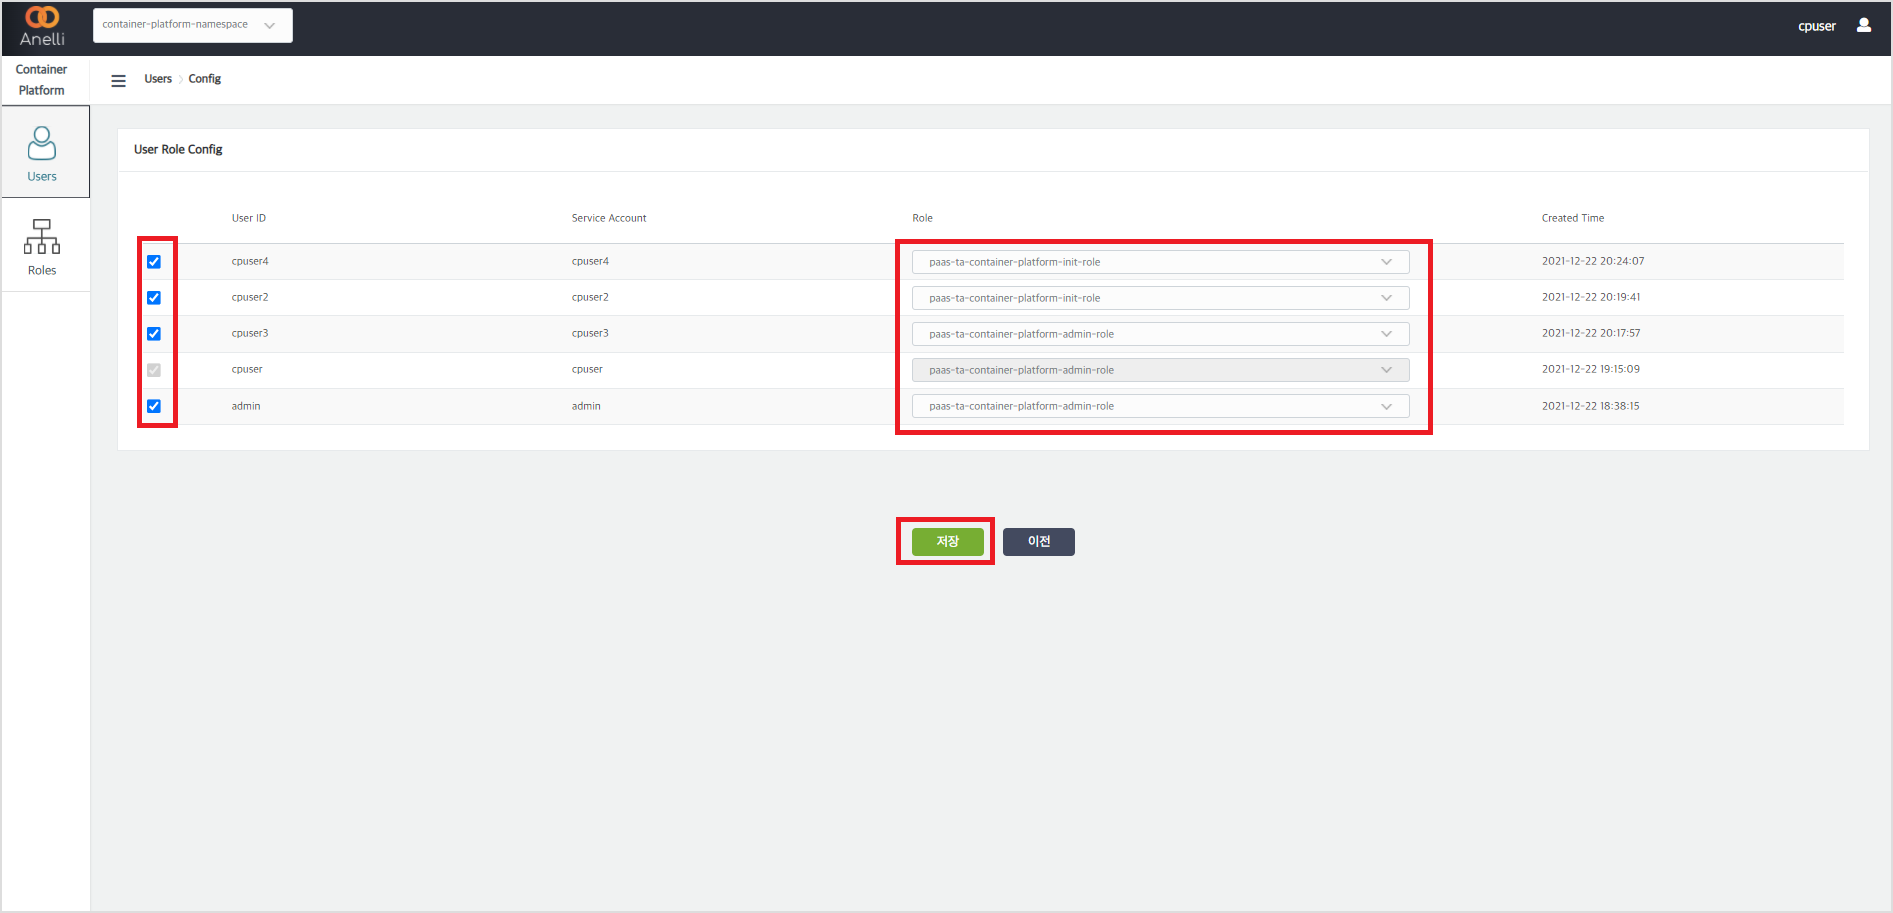 Anelli
container-platform-namespace
cpuser
Container
Platform
Users
Config
Users
Roles
User Role Config
User ID Service Account Role Created Time
cpuser4 cpuser4 paas-ta-container-platform-init-role 2021-12-22 20:24:07
cpuser2 cpuser2 paas-ta-container-platform-init-role 2021-12-22 20:19:41
cpuser3 cpuser3 paas-ta-container-platform-admin-role 2021-12-22 20:17:57
cpuser cpuser paas-ta-container-platform-admin-role 2021-12-22 19:15:09
admin admin paas-ta-container-platform-admin-role 2021-12-22 18:38:15
저장
이전